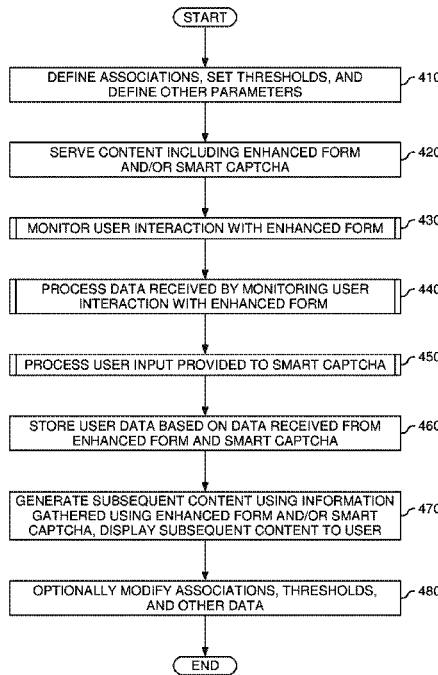 START
DEFINE ASSOCIATIONS, SET THRESHOLDS, AND
DEFINE OTHER PARAMETERS
410
SERVE CONTENT INCLUDING ENHANCED FORM
AND/OR SMART CAPTCHA
420
MONITOR USER INTERACTION WITH ENHANCED FORM
430
PROCESS DATA RECEIVED BY MONITORING USER
INTERACTION WITH ENHANCED FORM
440
PROCESS USER INPUT PROVIDED TO SMART CAPTCHA
450
STORE USER DATA BASED ON DATA RECEIVED FROM
ENHANCED FORM AND SMART CAPTCHA
460
GENERATE SUBSEQUENT CONTENT USING INFORMATION
GATHERED USING ENHANCED FORM AND/OR SMART
CAPTCHA, DISPLAY SUBSEQUENT CONTENT TO USER
470
OPTIONALLY MODIFY ASSOCIATIONS, THRESHOLDS,
AND OTHER DATA
480
END